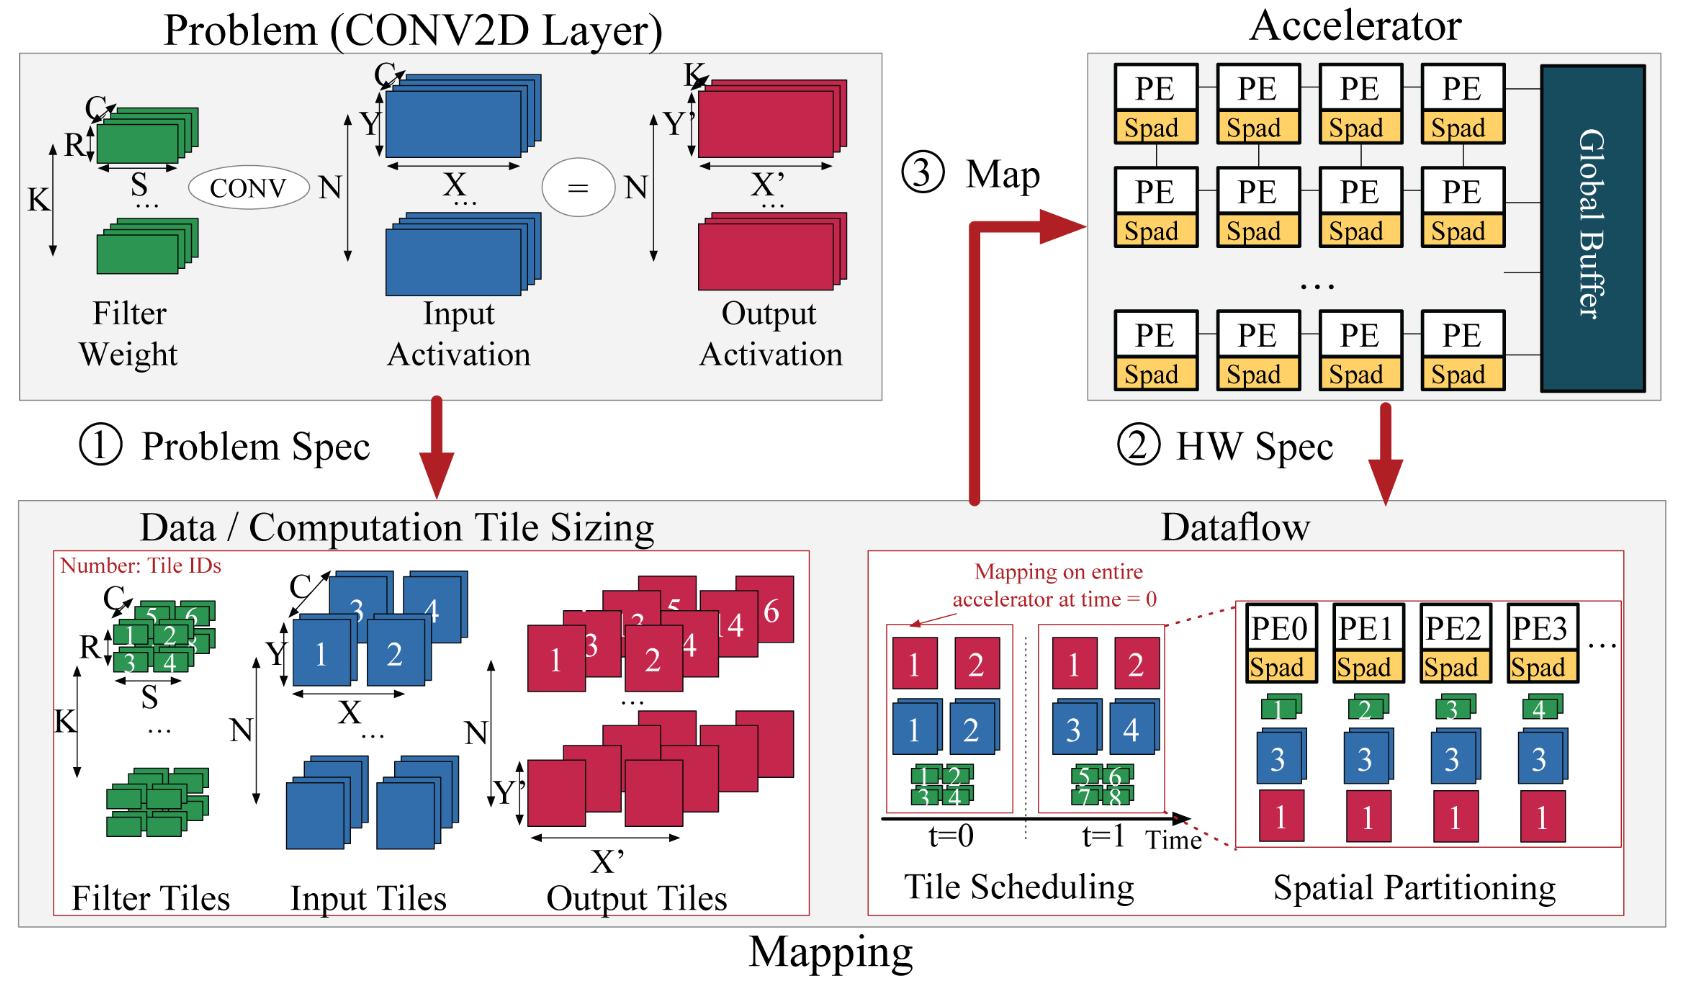 Problem (CONV2D Layer)
C
R
S
K
...
Filter
Weight
CONV
C
Y
X
N
...
Input
Activation
=
K
Y’
X’
N
...
Output
Activation
Accelerator
PE PE PE PE
Spad Spad Spad Spad
PE PE PE PE
Spad Spad Spad Spad
...
PE PE PE PE
Spad Spad Spad Spad
Global Buffer
③ Map
① Problem Spec
② HW Spec
Data / Computation Tile Sizing
Number: Tile IDs
C
5 6
1 2
3 4
R
S
K
...
Filter Tiles
C
3 4
1 2
Y
X
N
...
Input Tiles
5 6
13 14
3 4
1 2
N
...
Y’
X’
Output Tiles
Dataflow
Mapping on entire
accelerator at time = 0
1 2 1 2
1 2 3 4
1 2 5 6
3 4 7 8
t=0 t=1 Time
Tile Scheduling
PE0 PE1 PE2 PE3 ...
Spad Spad Spad Spad
1 2 3 4
3 3 3 3
1 1 1 1
Spatial Partitioning
Mapping